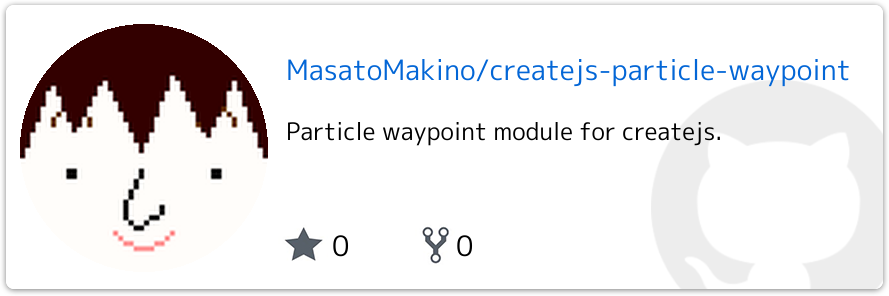 MasatoMakino/createjs-particle-waypoint
Particle waypoint module for createjs.
0 0